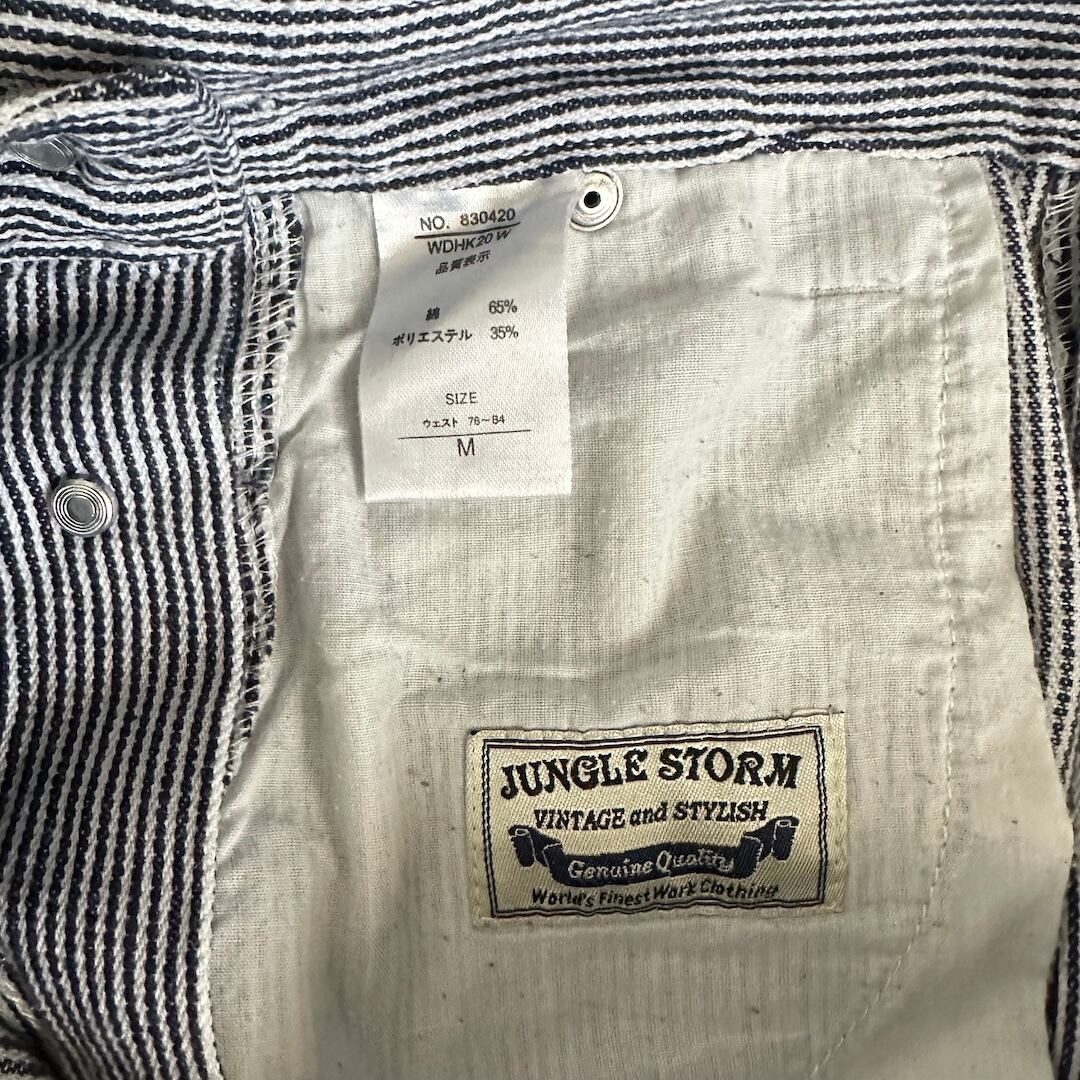 NO. 830420
WDHK20 W
品質表示
綿 65%
ポリエステル 35%
SIZE
ウェスト 76~84
M
JUNGLE STORM
VINTAGE and STYLISH
Genuine Quality
World's Finest Work Clothing